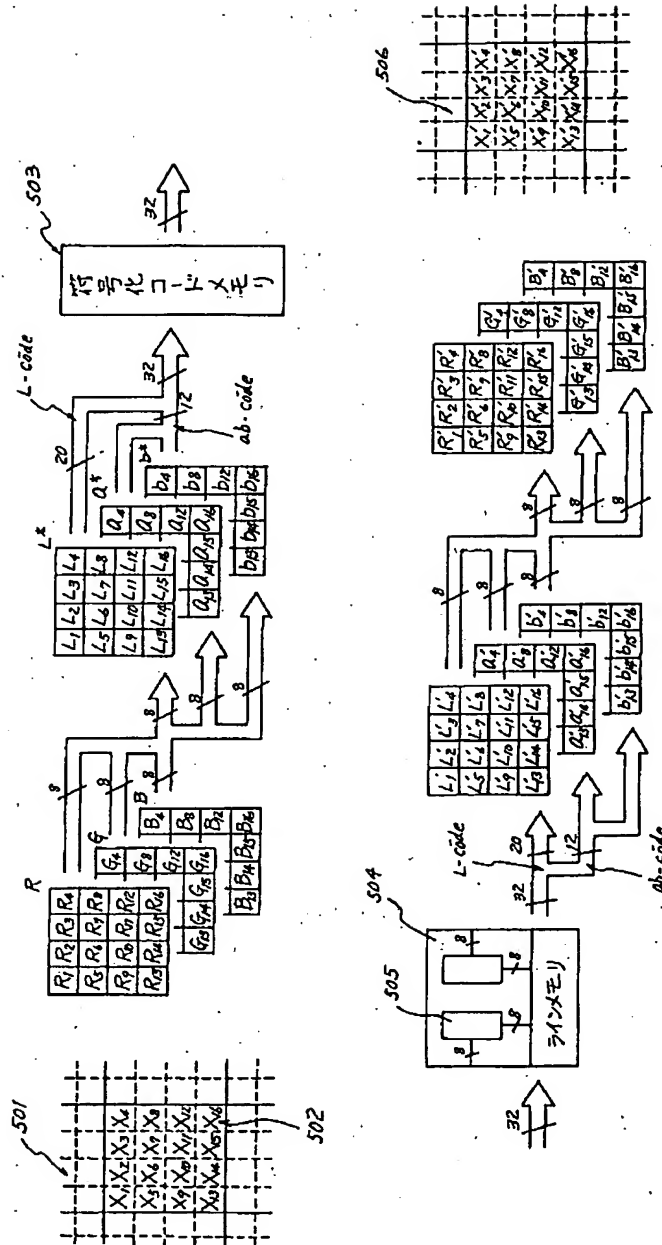 501
X₁ X₂ X₃ X₄
X₅ X₆ X₇ X₈
X₉ X₁₀ X₁₁ X₁₂
X₁₃ X₁₄ X₁₅ X₁₆
502
R
R₁ R₂ R₃ R₄
R₅ R₆ R₇ R₈
R₉ R₁₀ R₁₁ R₁₂
R₁₃ R₁₄ R₁₅ R₁₆
G
G₄
G₈
G₁₂
G₁₃ G₁₄ G₁₅ G₁₆
B
B₄
B₈
B₁₂
B₁₃ B₁₄ B₁₅ B₁₆
8
8
8
8
8
8
L*
L₁ L₂ L₃ L₄
L₅ L₆ L₇ L₈
L₉ L₁₀ L₁₁ L₁₂
L₁₃ L₁₄ L₁₅ L₁₆
a*
a₄
a₈
a₁₂
a₁₃ a₁₄ a₁₅ a₁₆
b*
b₄
b₈
b₁₂
b₁₃ b₁₄ b₁₅ b₁₆
L-code
20
12
ab-code
32
503
符号化
コードメモリ
32
32
504
505
8
8
8
8
ラインメモリ
32
L-code
20
12
ab-code
L'₁ L'₂ L'₃ L'₄
L'₅ L'₆ L'₇ L'₈
L'₉ L'₁₀ L'₁₁ L'₁₂
L'₁₃ L'₁₄ L'₁₅ L'₁₆
a'₄
a'₈
a'₁₂
a'₁₃ a'₁₄ a'₁₅ a'₁₆
b'₄
b'₈
b'₁₂
b'₁₃ b'₁₄ b'₁₅ b'₁₆
8
8
8
8
8
8
R'₁ R'₂ R'₃ R'₄
R'₅ R'₆ R'₇ R'₈
R'₉ R'₁₀ R'₁₁ R'₁₂
R'₁₃ R'₁₄ R'₁₅ R'₁₆
G'₄
G'₈
G'₁₂
G'₁₃ G'₁₄ G'₁₅ G'₁₆
B'₄
B'₈
B'₁₂
B'₁₃ B'₁₄ B'₁₅ B'₁₆
506
X'₁ X'₂ X'₃ X'₄
X'₅ X'₆ X'₇ X'₈
X'₉ X'₁₀ X'₁₁ X'₁₂
X'₁₃ X'₁₄ X'₁₅ X'₁₆